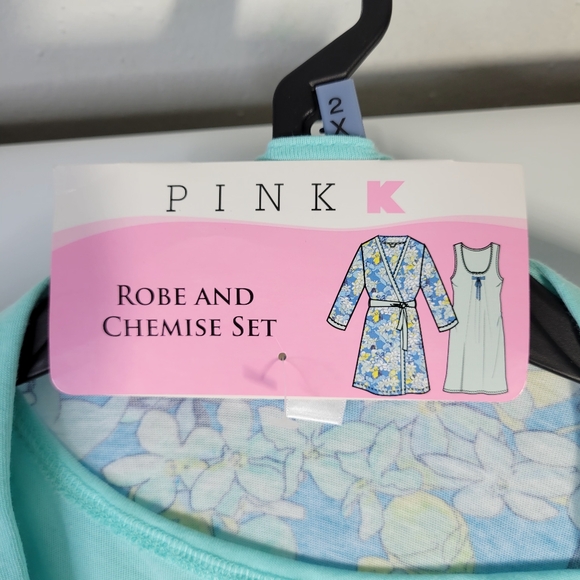 2X
PINK K
ROBE AND
CHEMISE SET